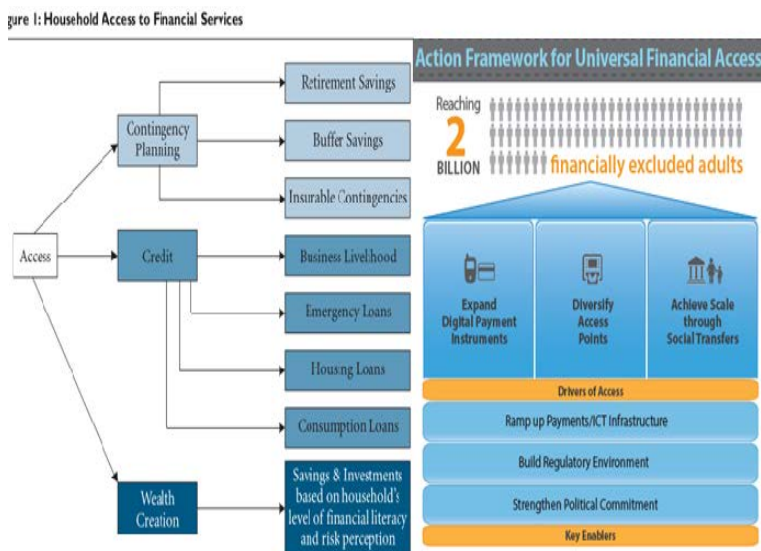 gure 1: Household Access to Financial Services
Retirement Savings
Contingency
Planning
Buffer Savings
Insurable Contingencies
Access
Credit
Business Livelihood
Emergency Loans
Housing Loans
Consumption Loans
Wealth
Creation
Savings & Investments
based on household's
level of financial literacy
and risk perception
Action Framework for Universal Financial Access
Reaching
2
BILLION
financially excluded adults
Expand
Digital Payment
Instruments
Diversify
Access
Points
Achieve Scale
through
Social Transfers
Drivers of Access
Ramp up Payments/ICT Infrastructure
Build Regulatory Environment
Strengthen Political Commitment
Key Enablers